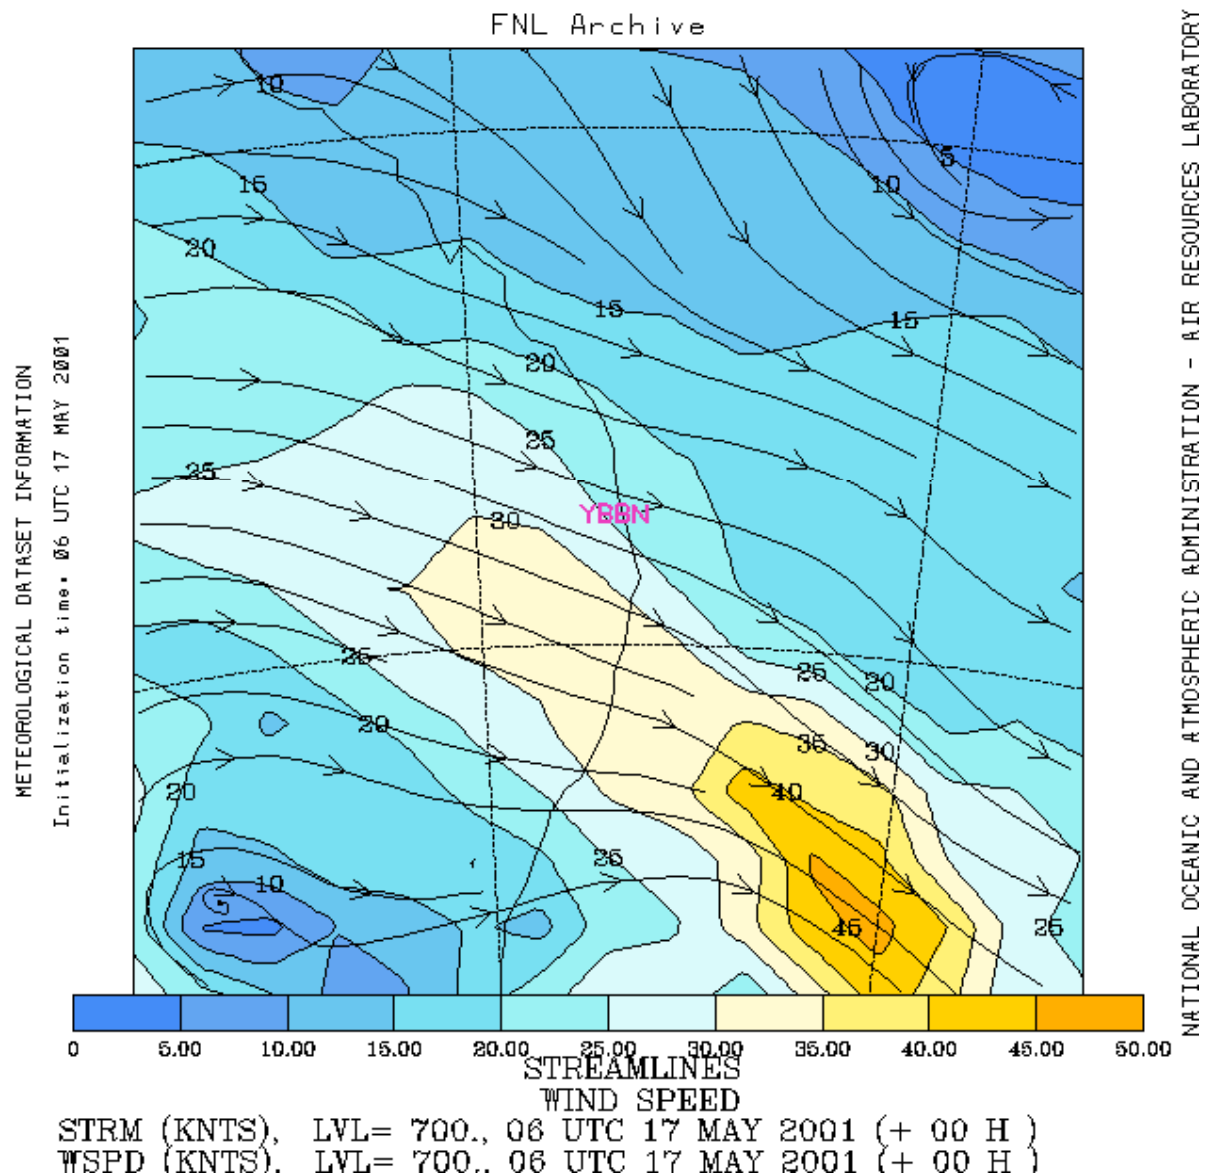 FNL Archive
NATIONAL OCEANIC AND ATMOSPHERIC ADMINISTRATION - AIR RESOURCES LABORATORY
METEOROLOGICAL DATASET INFORMATION
Initialization time: 06 UTC 17 MAY 2001
10
5
15
10
20
15
15
20
25
25
YBBN
30
25
25
20
20
35
30
20
40
15
25
10
45
25
0 5.00 10.00 15.00 20.00 25.00 30.00 35.00 40.00 45.00 50.00
STREAMLINES
WIND SPEED
STRM (KNTS), LVL= 700., 06 UTC 17 MAY 2001 (+ 00 H )
WSPD (KNTS), LVL= 700., 06 UTC 17 MAY 2001 (+ 00 H )